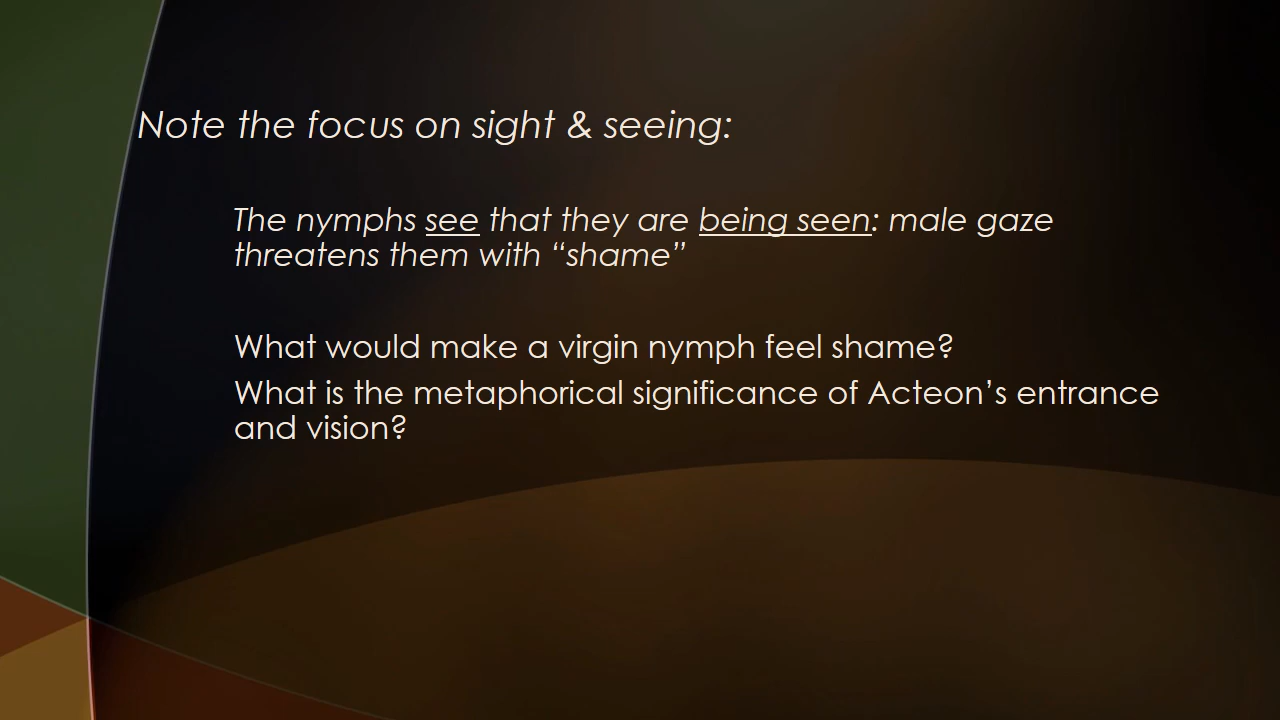 Note the focus on sight & seeing:
The nymphs see that they are being seen: male gaze
threatens them with “shame”
What would make a virgin nymph feel shame?
What is the metaphorical significance of Acteon’s entrance
and vision?